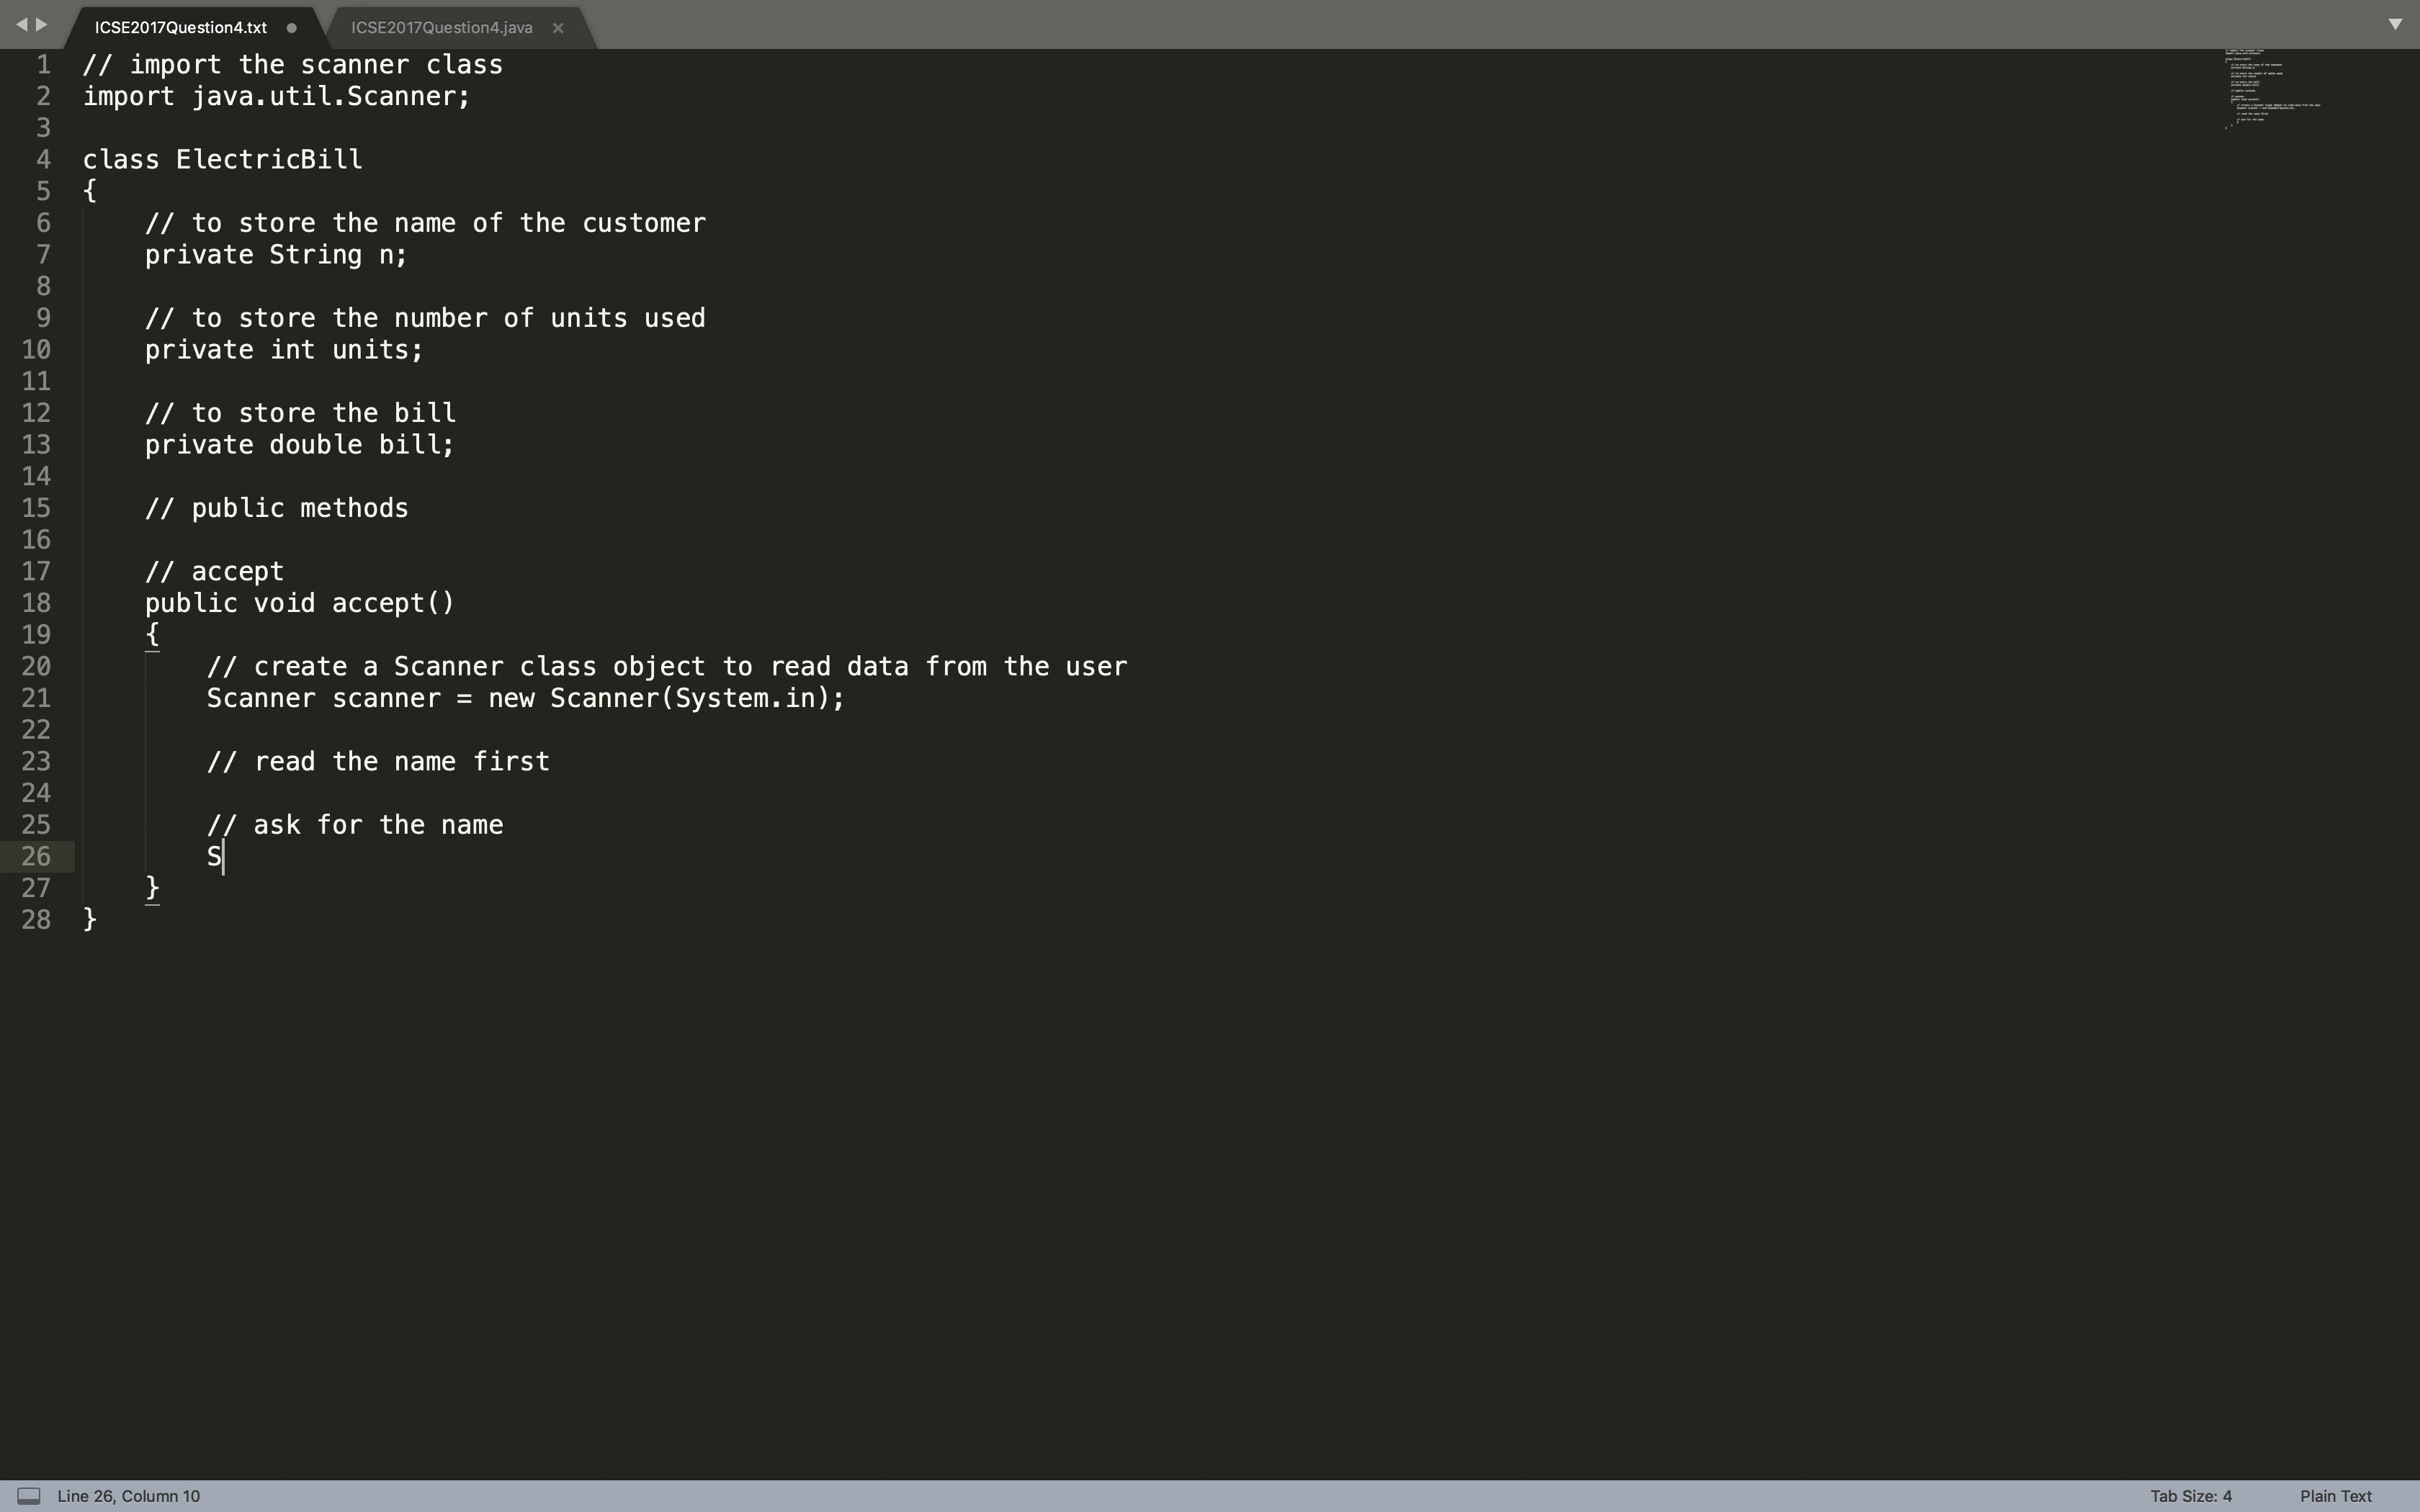 ICSE2017Question4.txt ICSE2017Question4.java
1 // import the scanner class
2 import java.util.Scanner;
3
4 class ElectricBill
5 {
6 // to store the name of the customer
7 private String n;
8
9 // to store the number of units used
10 private int units;
11
12 // to store the bill
13 private double bill;
14
15 // public methods
16
17 // accept
18 public void accept()
19 {
20 // create a Scanner class object to read data from the user
21 Scanner scanner = new Scanner(System.in);
22
23 // read the name first
24
25 // ask for the name
26 S
27 }
28 }
Line 26, Column 10 Tab Size: 4 Plain Text